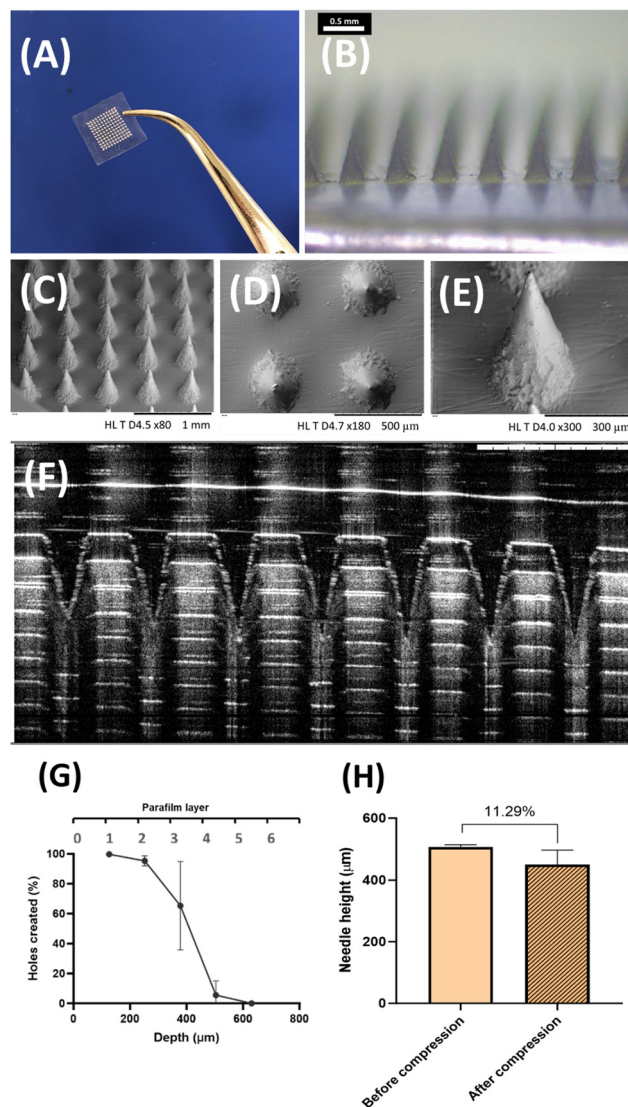 0.5 mm
(A)
(B)
(C)
(D)
(E)
HL T D4.5 x80 1 mm
HL T D4.7 x180 500 μm
HL T D4.0 x300 300 μm
(F)
(G)
Parafilm layer
0 1 2 3 4 5 6
Holes created (%)
100
80
60
40
20
0
0 200 400 600 800
Depth (μm)
(H)
11.29%
Needle height (μm)
600
400
200
0
Before compression
After compression